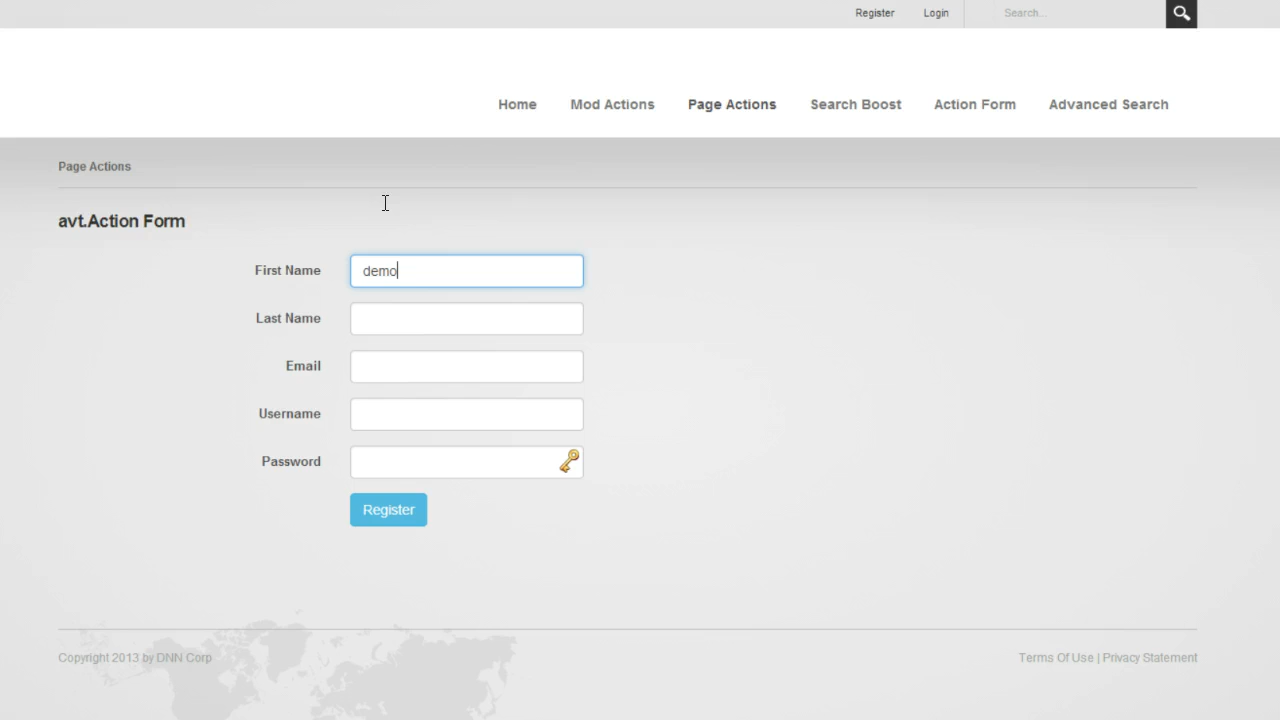 Register Login Search...
Home Mod Actions Page Actions Search Boost Action Form Advanced Search
Page Actions
avt.Action Form
First Name demo
Last Name
Email
Username
Password
Register
Copyright 2013 by DNN Corp Terms Of Use | Privacy Statement